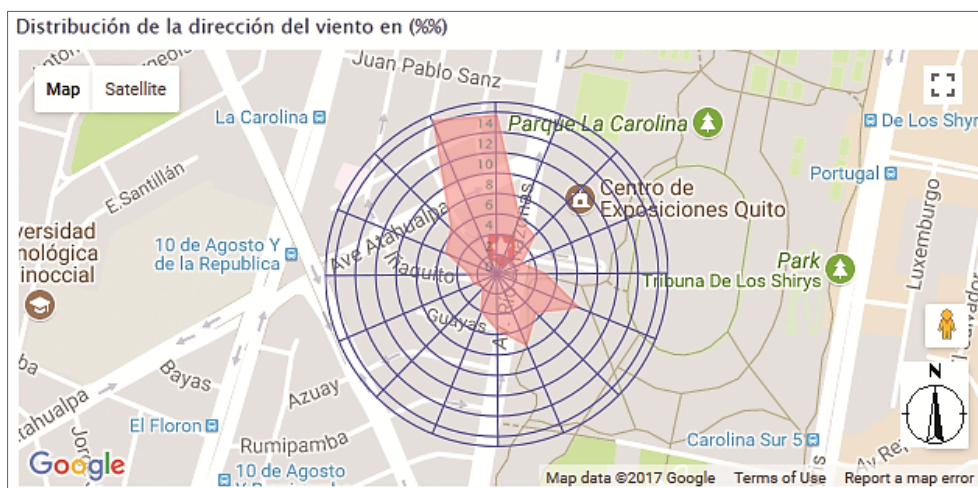 Distribución de la dirección del viento en (%%)
Juan Pablo Sanz
Map
Satellite
La Carolina
Parque La Carolina
De Los Shyr
14
12
10
8
6
4
2
E.Santillán
Portugal
Centro de
Exposiciones Quito
Luxemburgo
versidad
nológica
inoccial
10 de Agosto Y
de la Republica
Ave Atahualpa
Iñaquito
Park
Tribuna De Los Shirys
Guayas
Bayas
Azuay
N
tahualpa
El Floron
Rumipamba
Carolina Sur 5
Av Re
Google
10 de Agosto
Map data ©2017 Google
Terms of Use
Report a map error